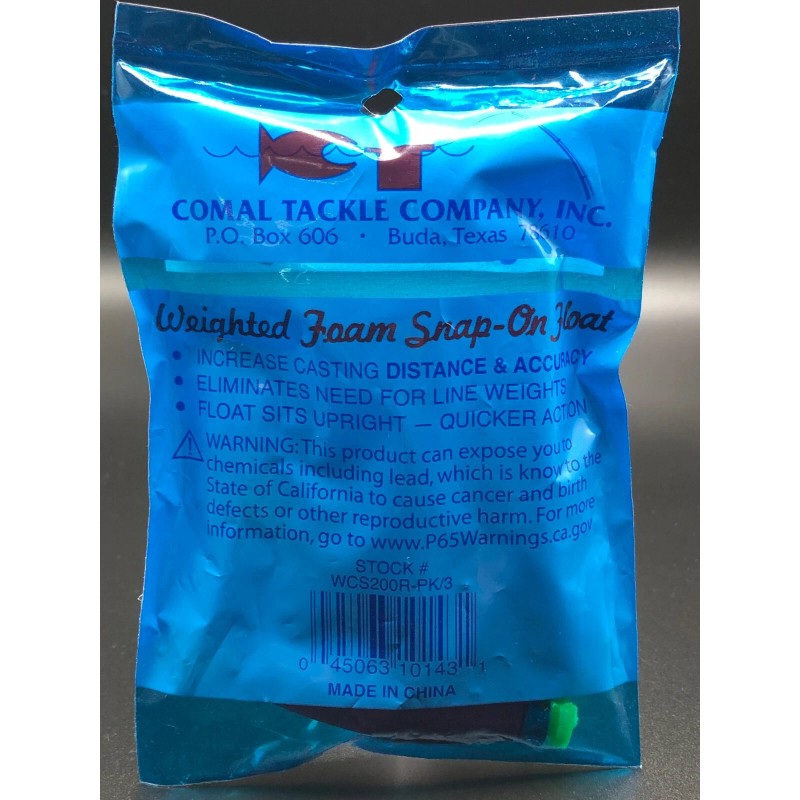 CT
COMAL TACKLE COMPANY, INC.
P.O. Box 606 · Buda, Texas 78610
Weighted Foam Snap-On Float
• INCREASE CASTING DISTANCE & ACCURACY
• ELIMINATES NEED FOR LINE WEIGHTS
• FLOAT SITS UPRIGHT — QUICKER ACTION
⚠ WARNING: This product can expose you to
chemicals including lead, which is know to the
State of California to cause cancer and birth
defects or other reproductive harm. For more
information, go to www.P65Warnings.ca.gov
STOCK #
WCS200R-PK/3
0 45063 10143 1
MADE IN CHINA